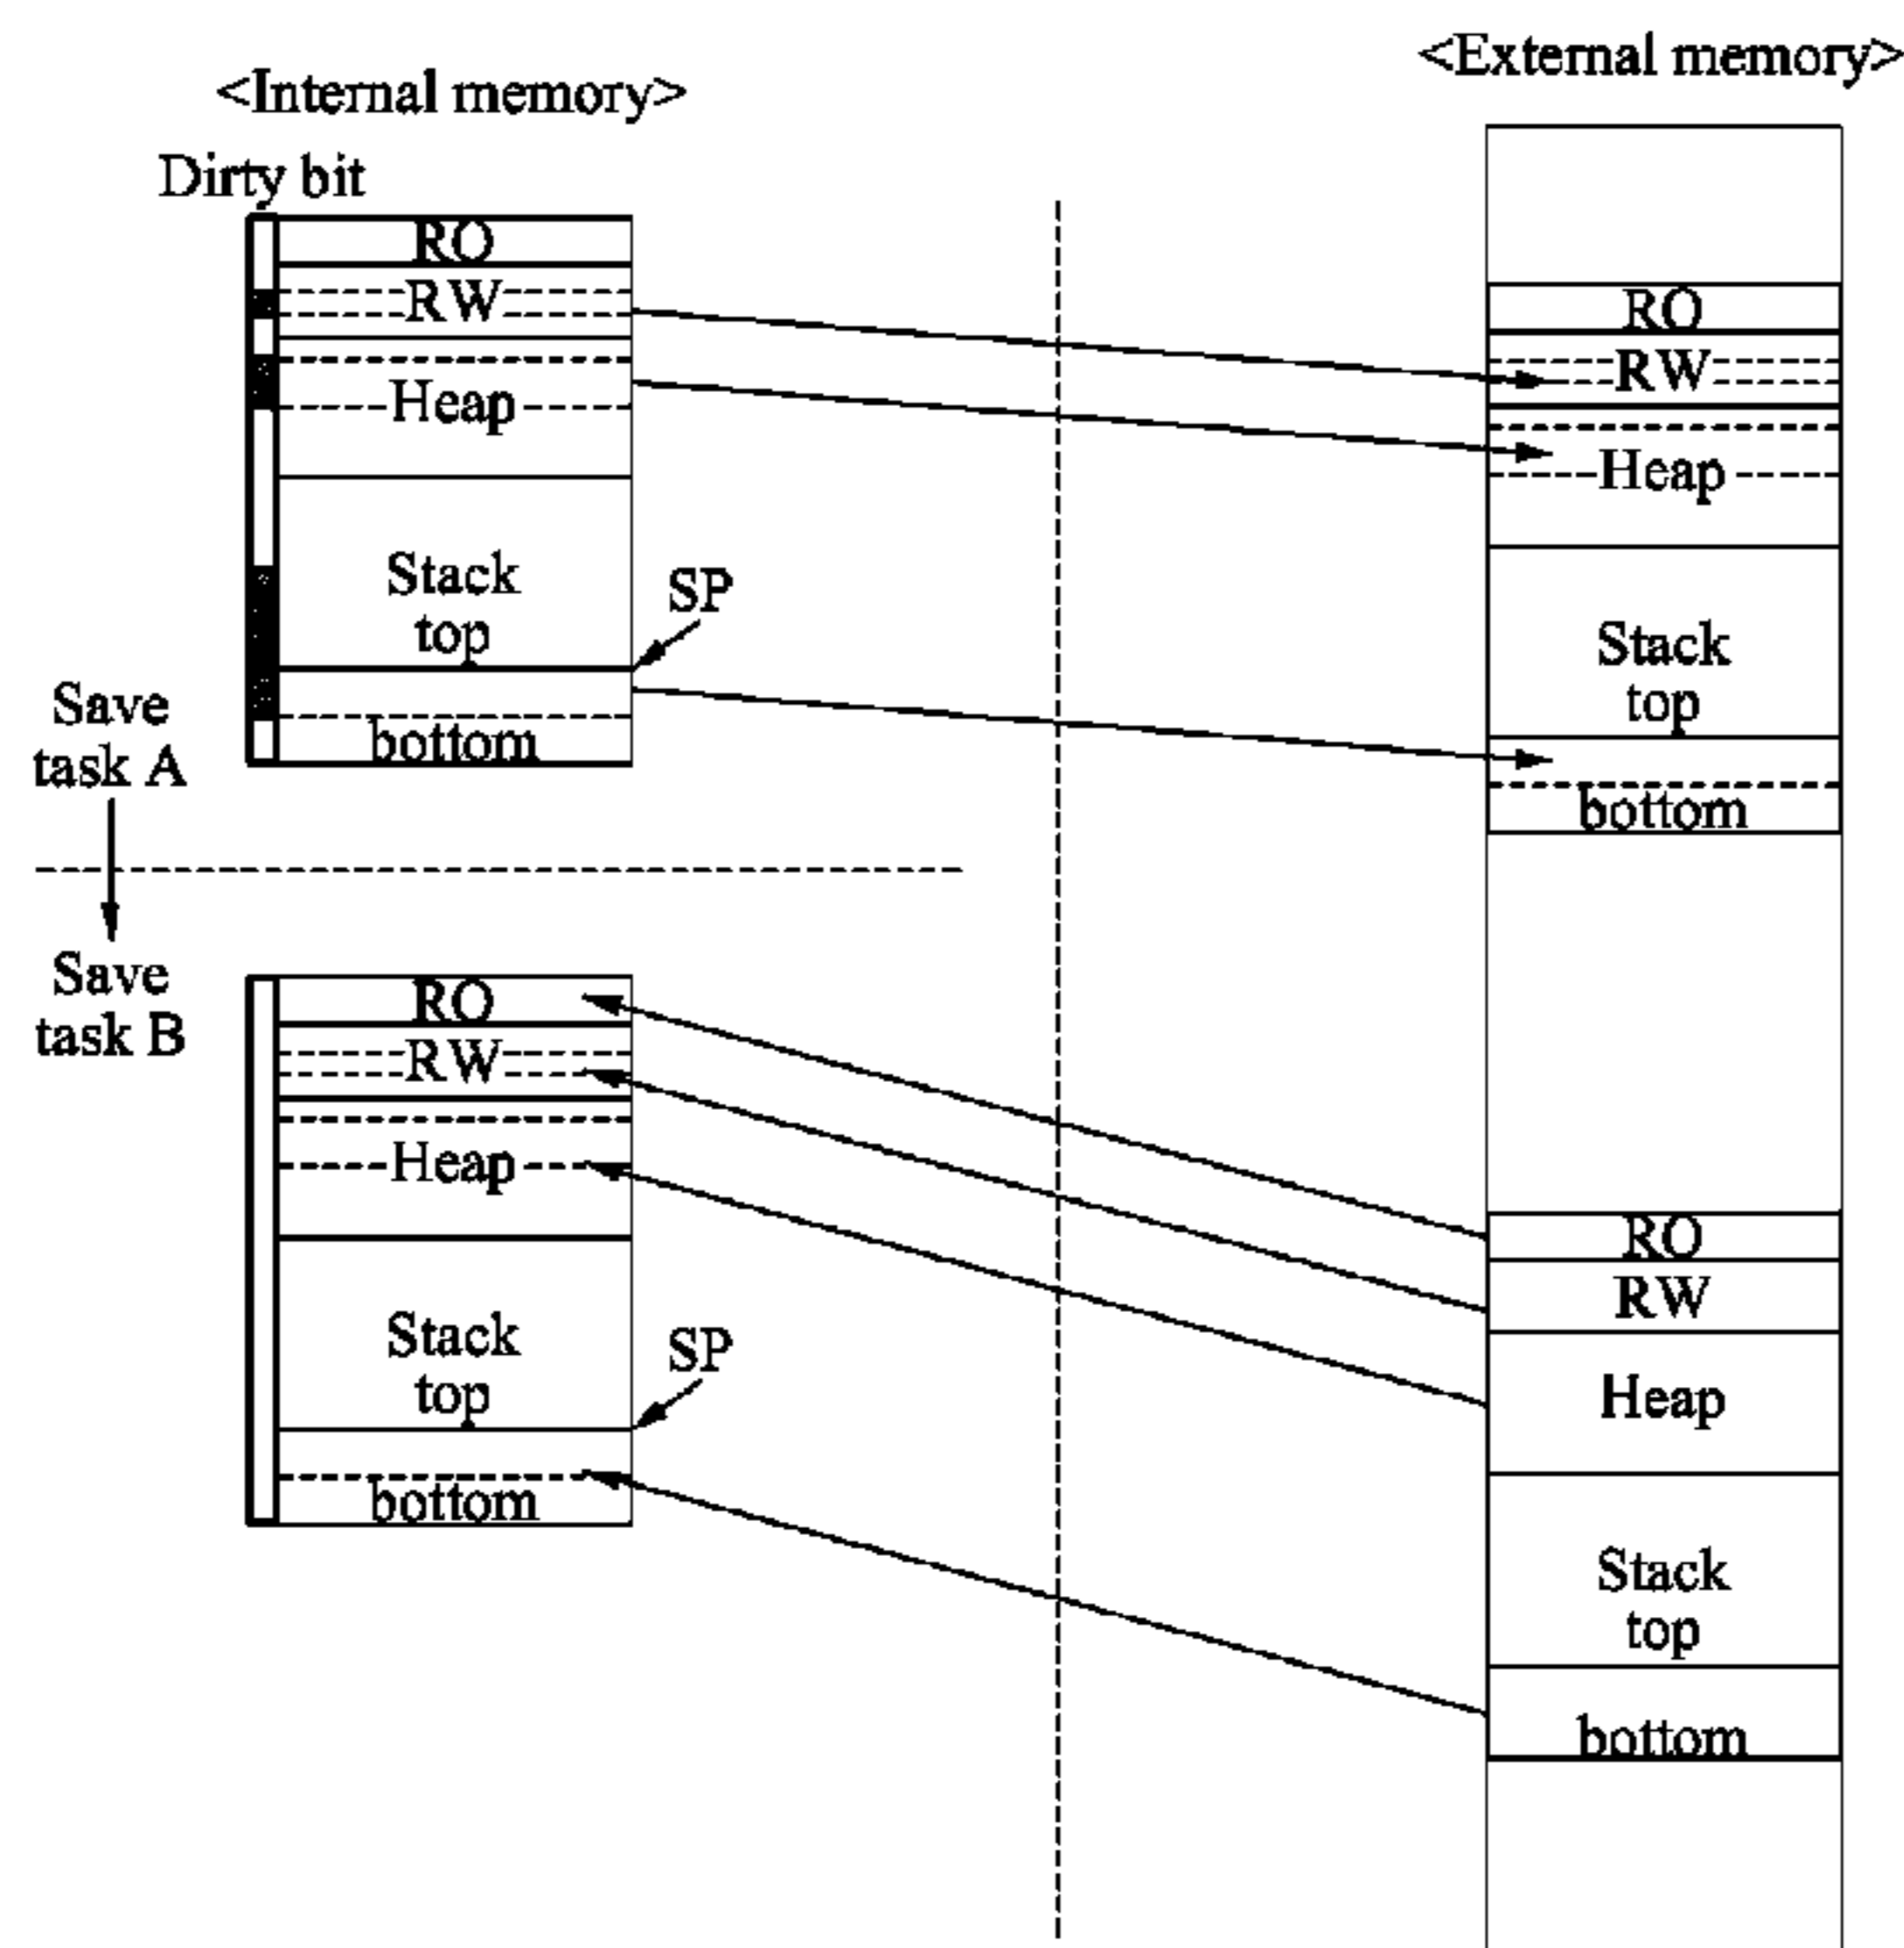 <External memory>
<Internal memory>
Dirty bit
RO
RW
Heap
Stack
top
SP
bottom
Save
task A
RO
RW
Heap
Stack
top
bottom
Save
task B
RO
RW
Heap
Stack
top
SP
bottom
RO
RW
Heap
Stack
top
bottom